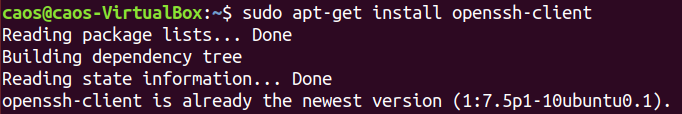 caos@caos-VirtualBox:~$ sudo apt-get install openssh-client
Reading package lists... Done
Building dependency tree
Reading state information... Done
openssh-client is already the newest version (1:7.5p1-10ubuntu0.1).